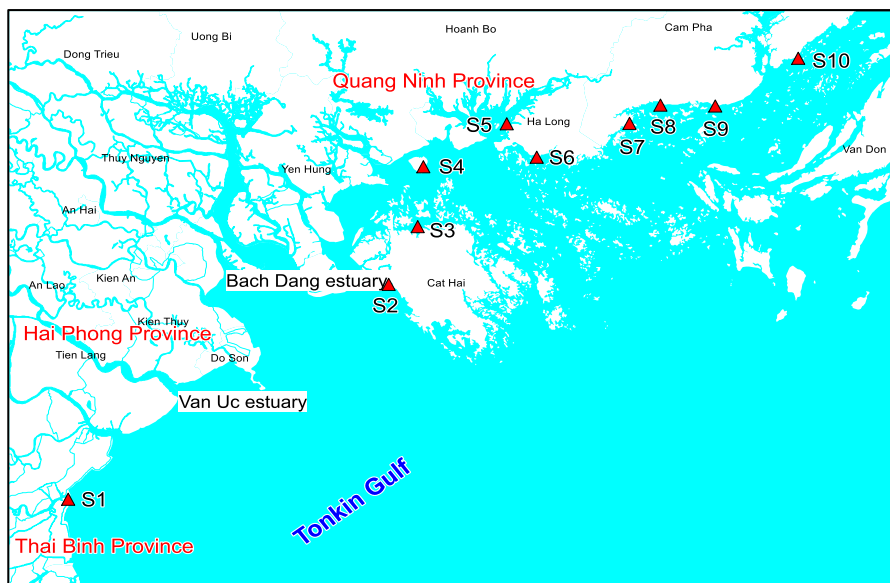 Cam Pha
Hoanh Bo
Uong Bi
Dong Trieu
S10
Quang Ninh Province
S8
S9
S5
Ha Long
S7
Van Don
Thuy Nguyen
S6
Yen Hung
S4
An Hai
S3
Kien An
Bach Dang estuary
Cat Hai
An Lao
S2
Kien Thuy
Hai Phong Province
Tien Lang
Do Son
Van Uc estuary
Tonkin Gulf
S1
Thai Binh Province